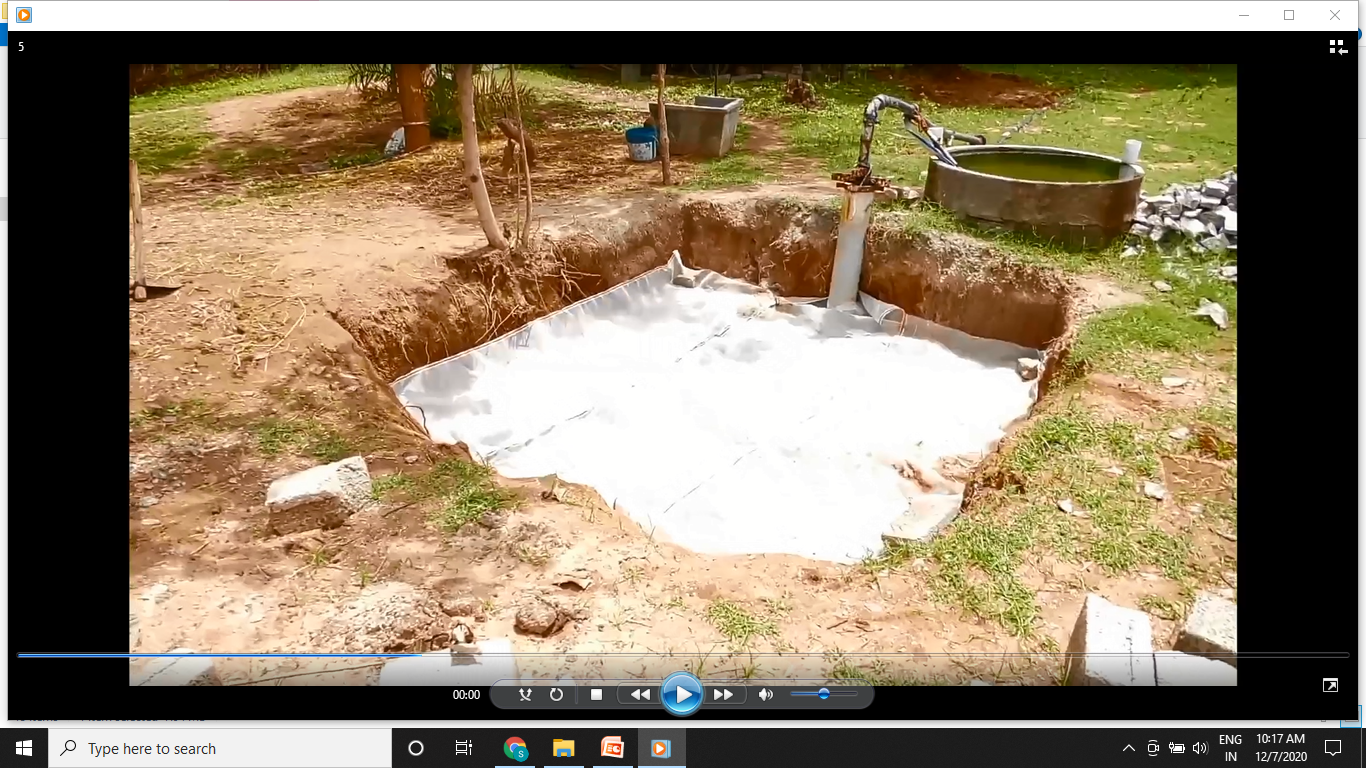 5
00:00
Type here to search
ENG
IN
10:17 AM
12/7/2020